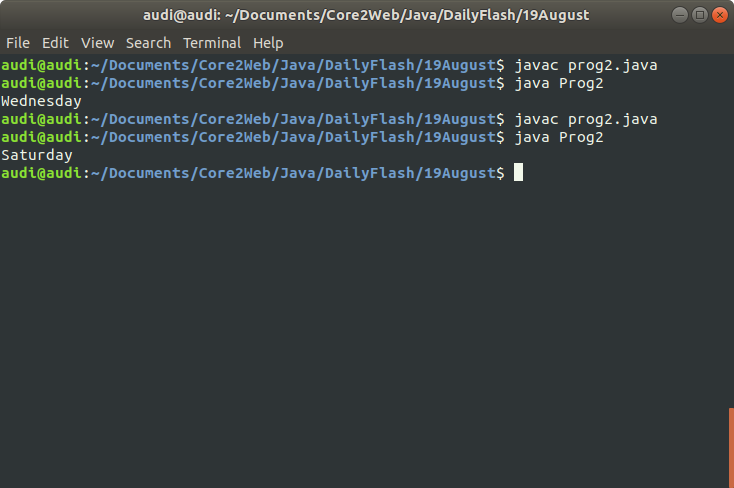 audi@audi: ~/Documents/Core2Web/Java/DailyFlash/19August
File Edit View Search Terminal Help
audi@audi:~/Documents/Core2Web/Java/DailyFlash/19August$ javac prog2.java
audi@audi:~/Documents/Core2Web/Java/DailyFlash/19August$ java Prog2
Wednesday
audi@audi:~/Documents/Core2Web/Java/DailyFlash/19August$ javac prog2.java
audi@audi:~/Documents/Core2Web/Java/DailyFlash/19August$ java Prog2
Saturday
audi@audi:~/Documents/Core2Web/Java/DailyFlash/19August$